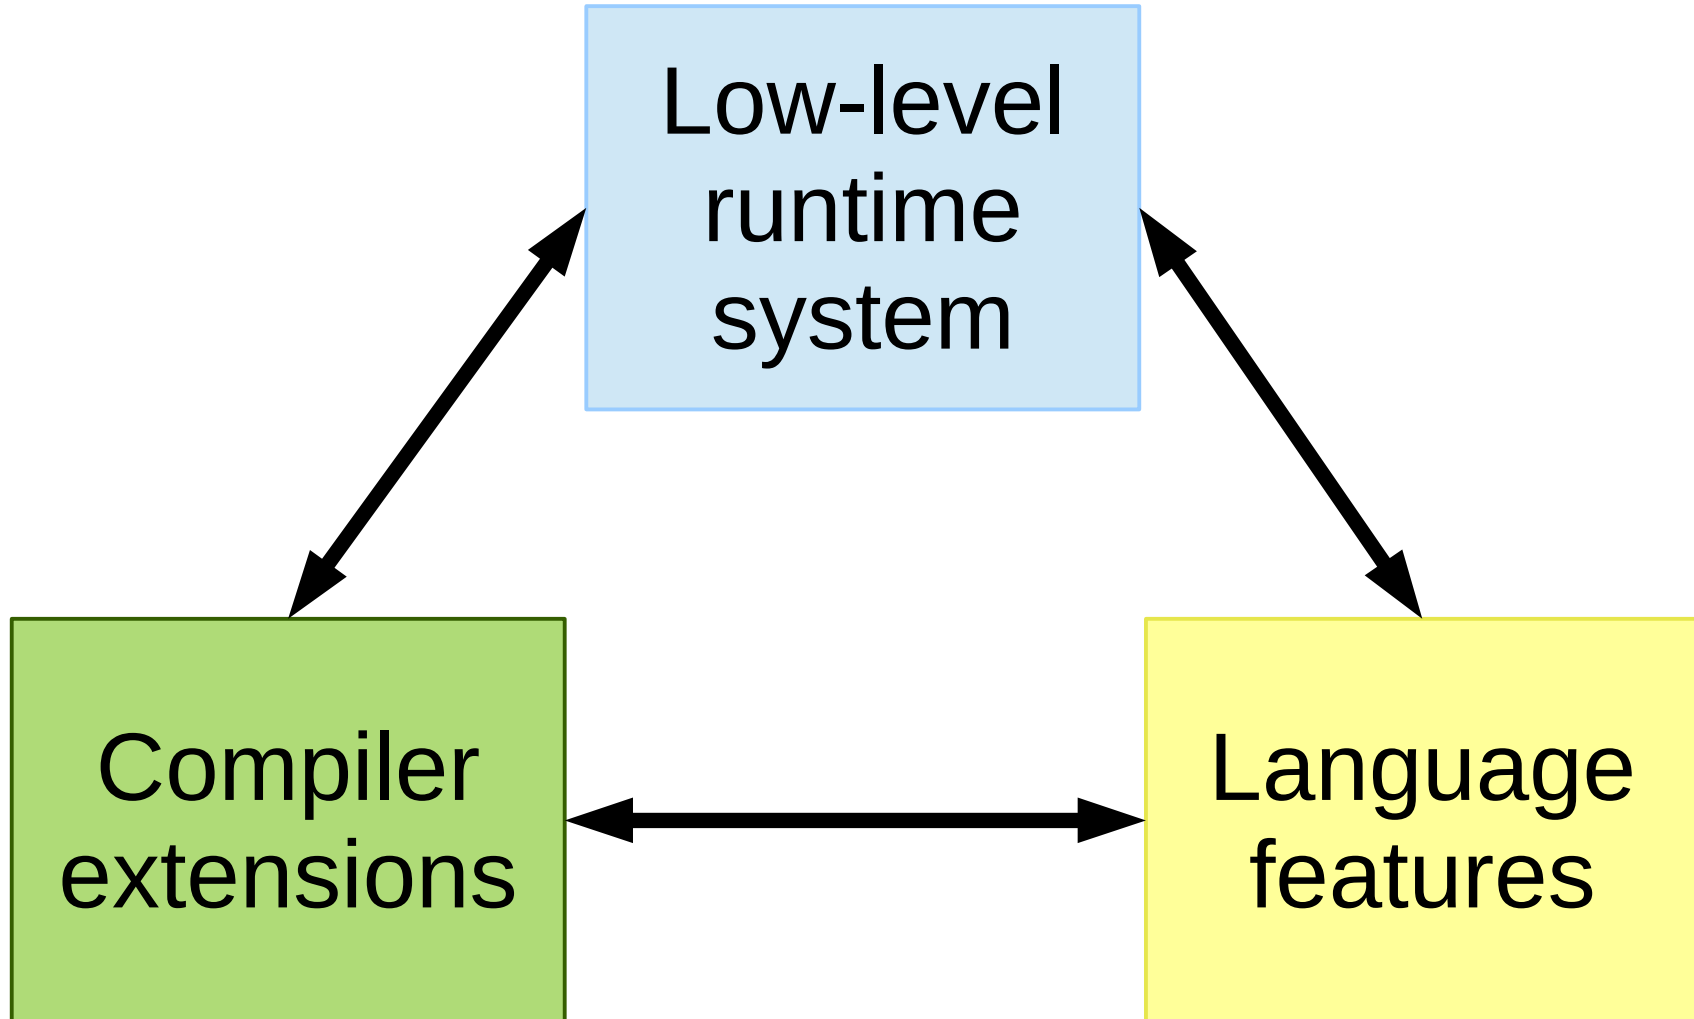 Low-level
runtime
system
Compiler
extensions
Language
features